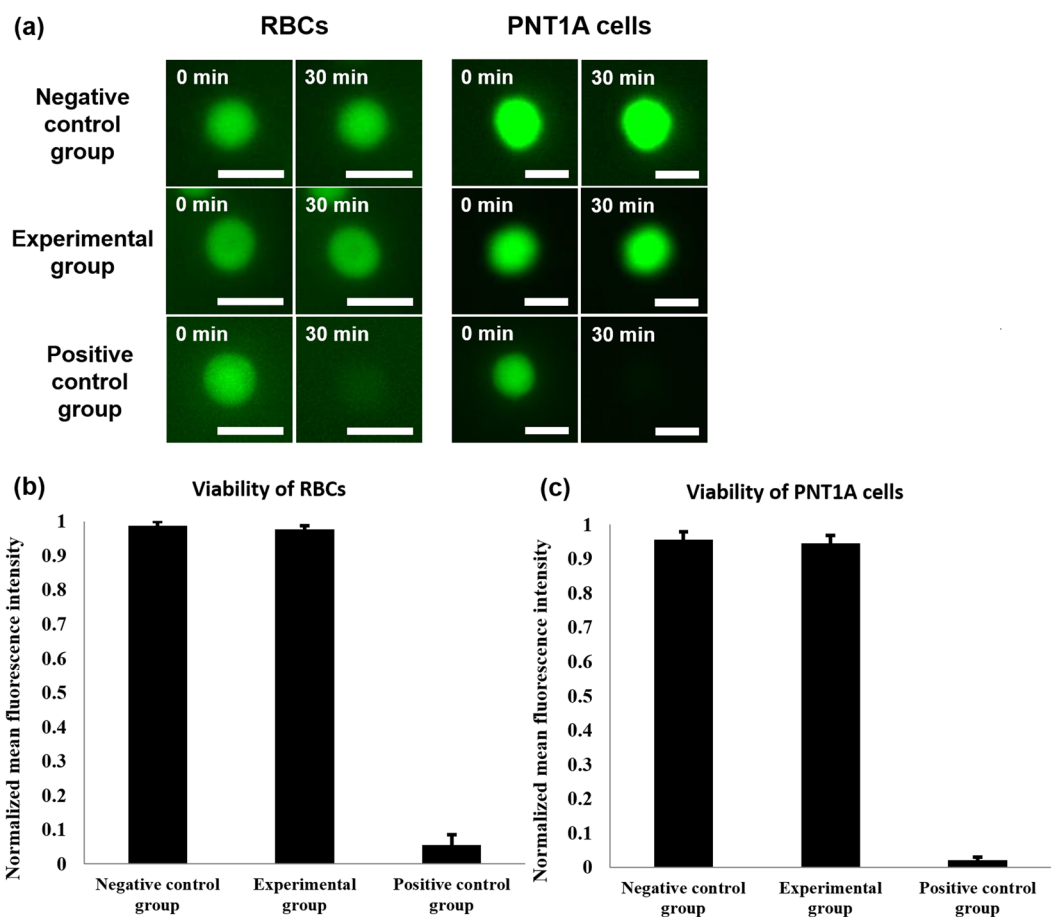 (a)
RBCs
PNT1A cells
Negative
control
group
0 min
30 min
0 min
30 min
Experimental
group
0 min
30 min
0 min
30 min
Positive
control
group
0 min
30 min
0 min
30 min
(b)
Viability of RBCs
Normalized mean fluorescence intensity
1
0.9
0.8
0.7
0.6
0.5
0.4
0.3
0.2
0.1
0
Negative control
group
Experimental
group
Positive control
group
(c)
Viability of PNT1A cells
Normalized mean fluorescence intensity
1
0.9
0.8
0.7
0.6
0.5
0.4
0.3
0.2
0.1
0
Negative control
group
Experimental
group
Positive control
group